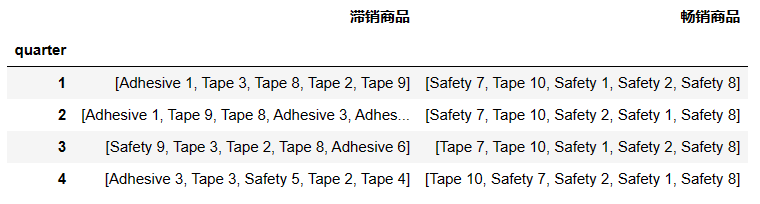 滞销商品 畅销商品
quarter
1 [Adhesive 1, Tape 3, Tape 8, Tape 2, Tape 9] [Safety 7, Tape 10, Safety 1, Safety 2, Safety 8]
2 [Adhesive 1, Tape 9, Tape 8, Adhesive 3, Adhes... [Safety 7, Tape 10, Safety 2, Safety 1, Safety 8]
3 [Safety 9, Tape 3, Tape 2, Tape 8, Adhesive 6] [Tape 7, Tape 10, Safety 1, Safety 2, Safety 8]
4 [Adhesive 3, Tape 3, Safety 5, Tape 2, Tape 4] [Tape 10, Safety 7, Safety 2, Safety 1, Safety 8]